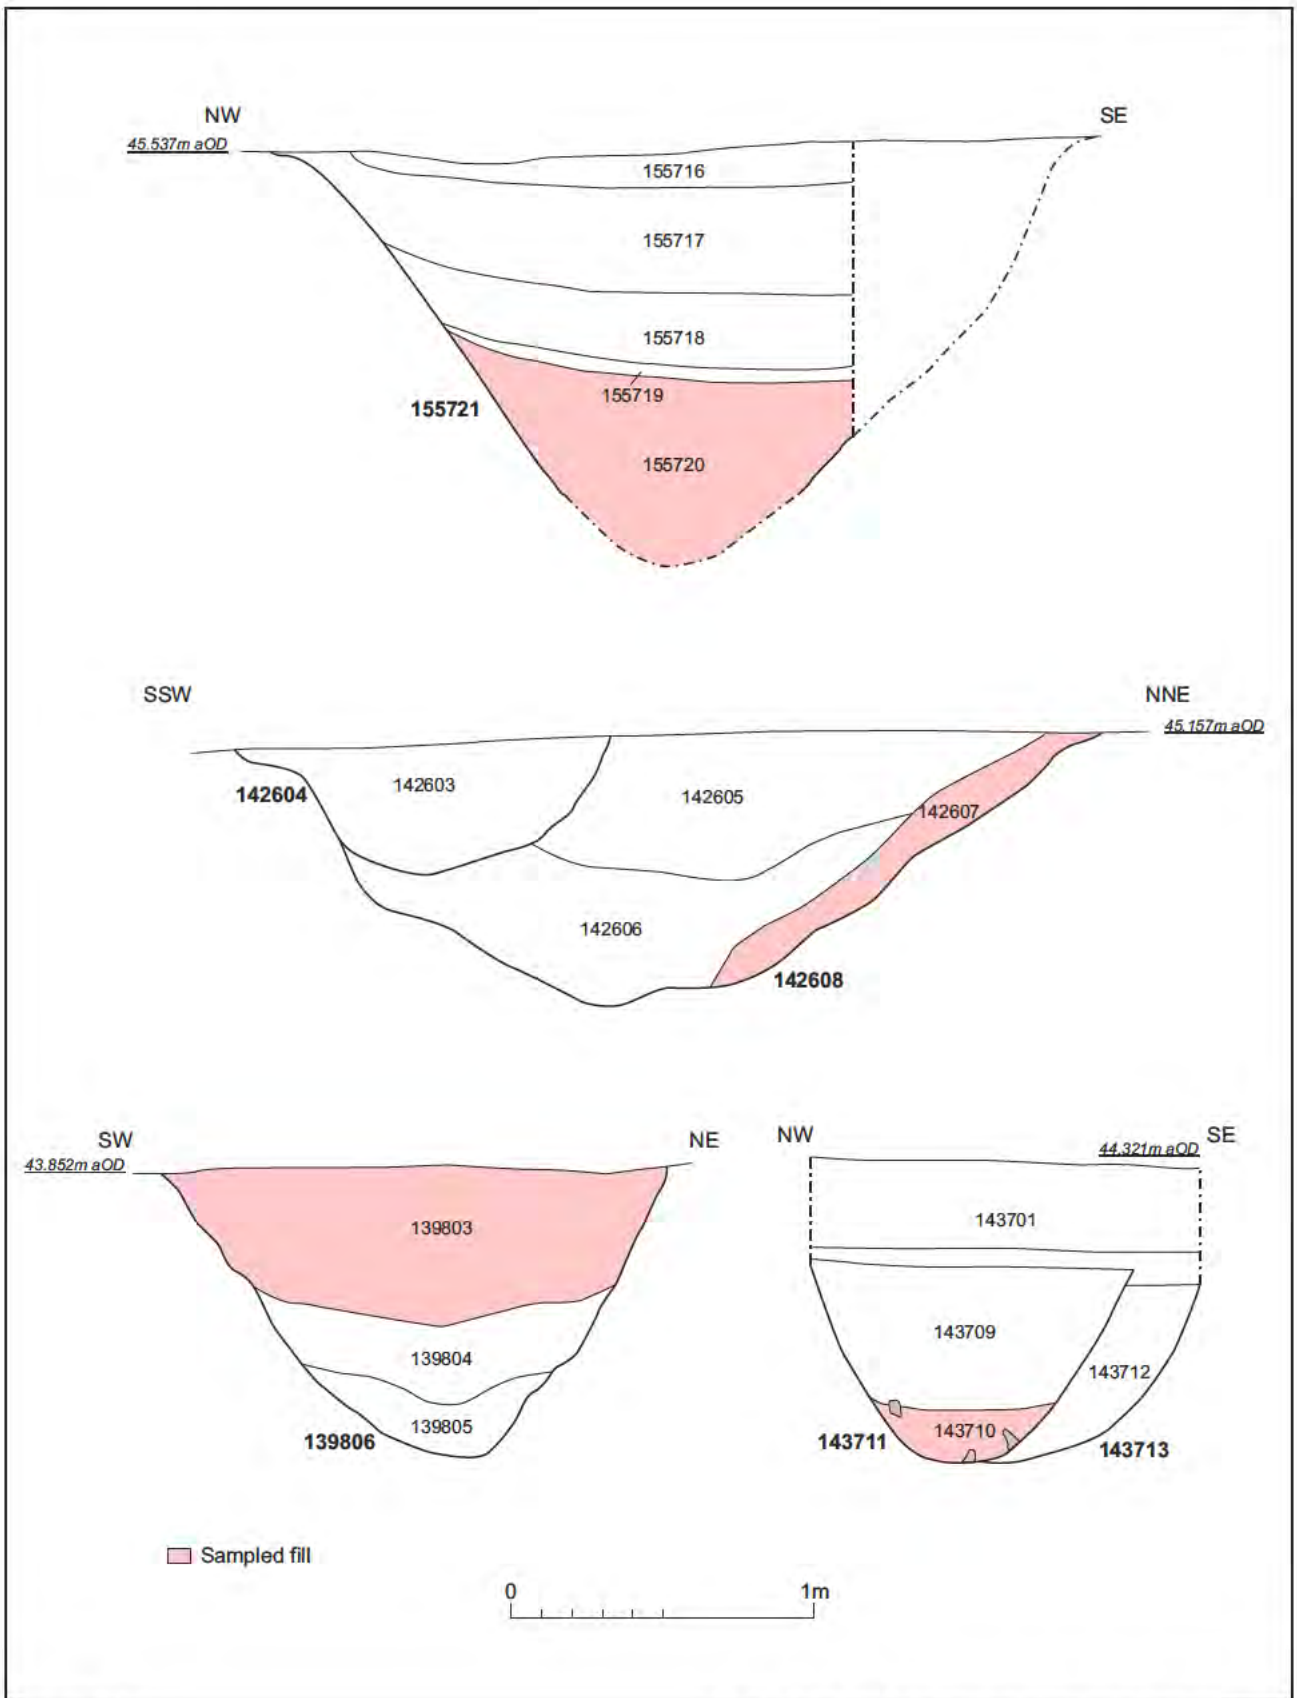 NW SE
45.537m aOD
155716
155717
155718
155719
155721
155720
SSW NNE
45.157m aOD
142603
142604
142605
142607
142606
142608
SW NE
43.852m aOD
139803
139804
139805
139806
NW SE
44.321m aOD
143701
143709
143712
143710
143711
143713
Sampled fill
0 1m